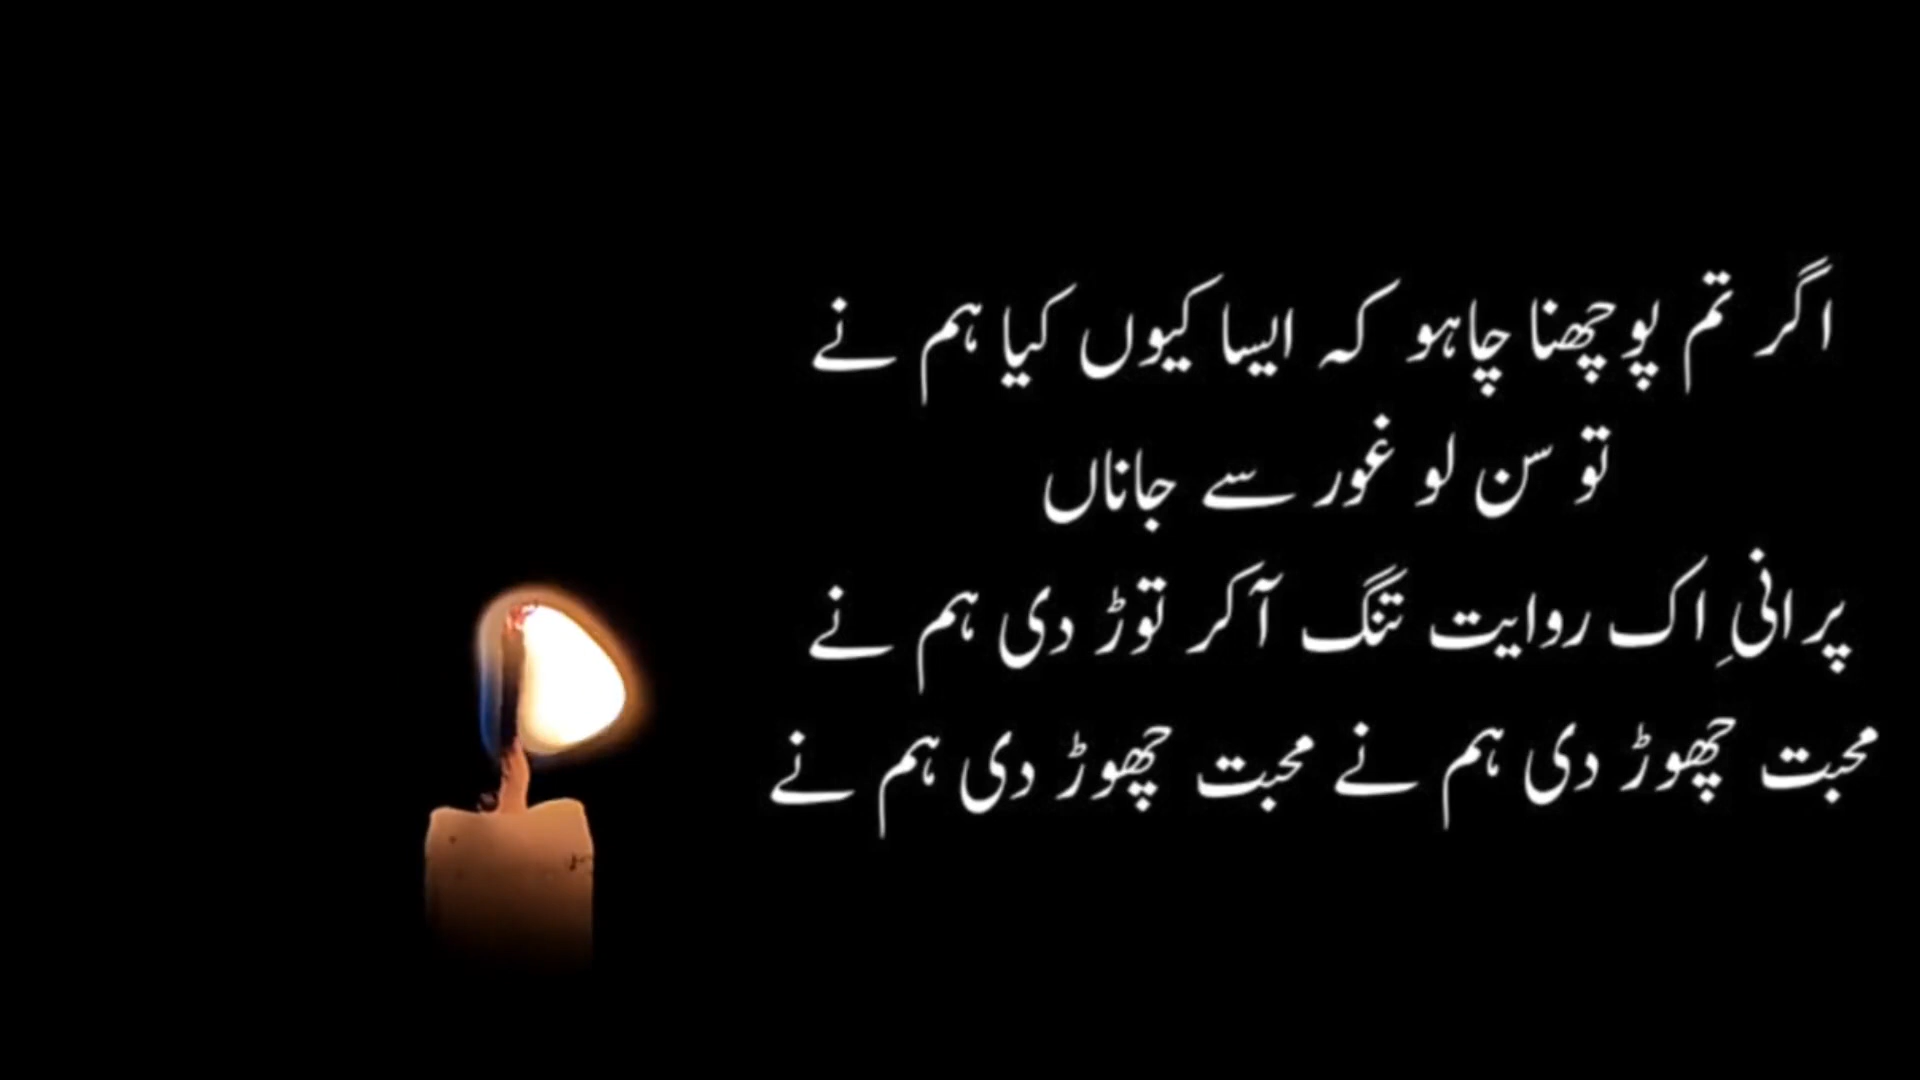 اگر تم پوچھنا چاہو کہ ایسا کیوں کیا ہم نے
تو سن لو غور سے جاناں
پرانی اِک روایت تنگ آکر توڑ دی ہم نے
محبت چھوڑ دی ہم نے محبت چھوڑ دی ہم نے